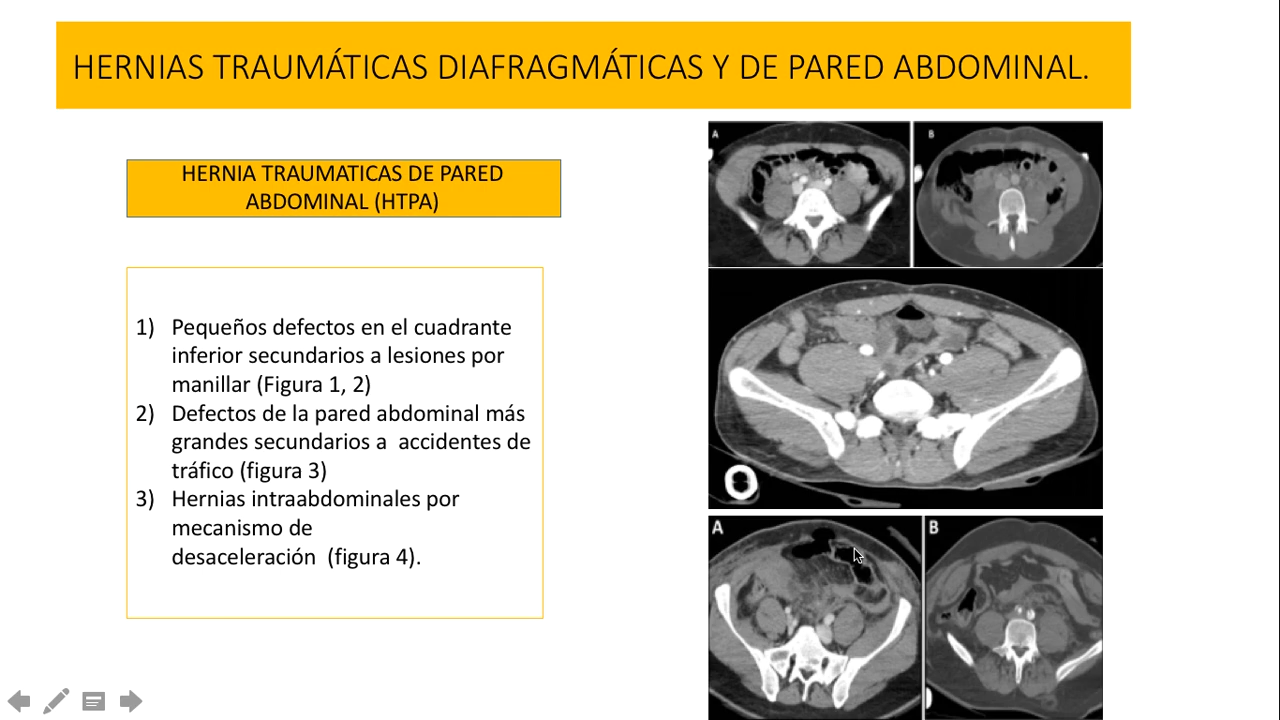 HERNIAS TRAUMÁTICAS DIAFRAGMÁTICAS Y DE PARED ABDOMINAL.
HERNIA TRAUMATICAS DE PARED
ABDOMINAL (HTPA)
1) Pequeños defectos en el cuadrante
inferior secundarios a lesiones por
manillar (Figura 1, 2)
2) Defectos de la pared abdominal más
grandes secundarios a accidentes de
tráfico (figura 3)
3) Hernias intraabdominales por
mecanismo de
desaceleración (figura 4).
A
B
A
B